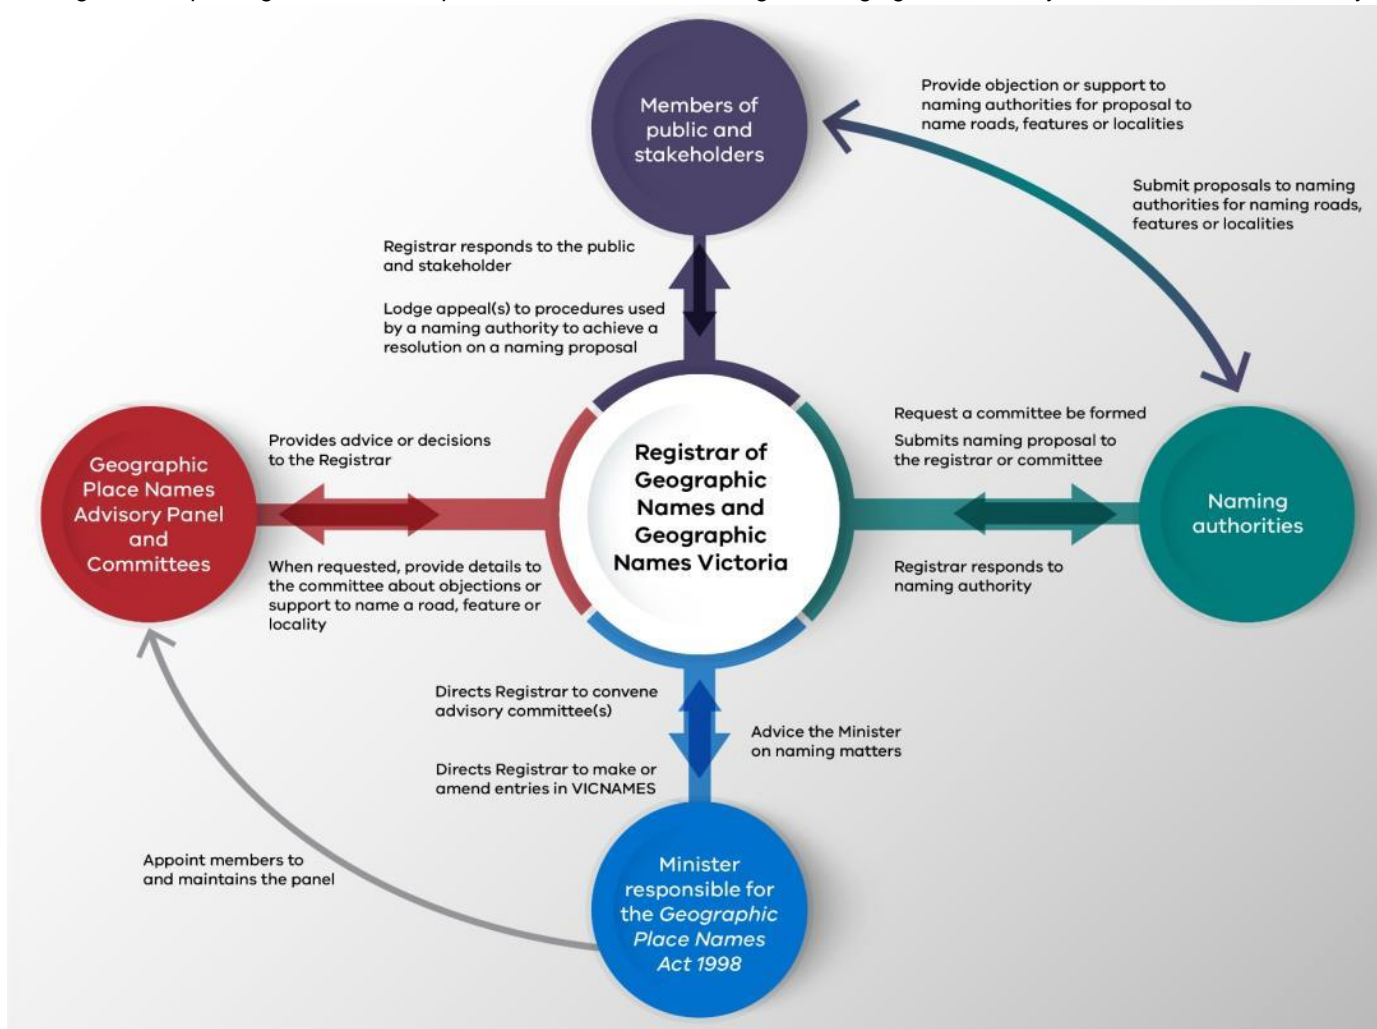 Members of
public and
stakeholders
Provide objection or support to
naming authorities for proposal to
name roads, features or localities
Submit proposals to naming
authorities for naming roads,
features or localities
Registrar responds to the public
and stakeholder
Lodge appeal(s) to procedures used
by a naming authority to achieve a
resolution on a naming proposal
Geographic
Place Names
Advisory Panel
and
Committees
Provides advice or decisions
to the Registrar
When requested, provide details to
the committee about objections or
support to name a road, feature or
locality
Registrar of
Geographic
Names and
Geographic
Names Victoria
Request a committee be formed
Submits naming proposal to
the registrar or committee
Registrar responds to
naming authority
Naming
authorities
Directs Registrar to convene
advisory committee(s)
Directs Registrar to make or
amend entries in VICNAMES
Advice the Minister
on naming matters
Appoint members to
and maintains the panel
Minister
responsible for
the Geographic
Place Names
Act 1998